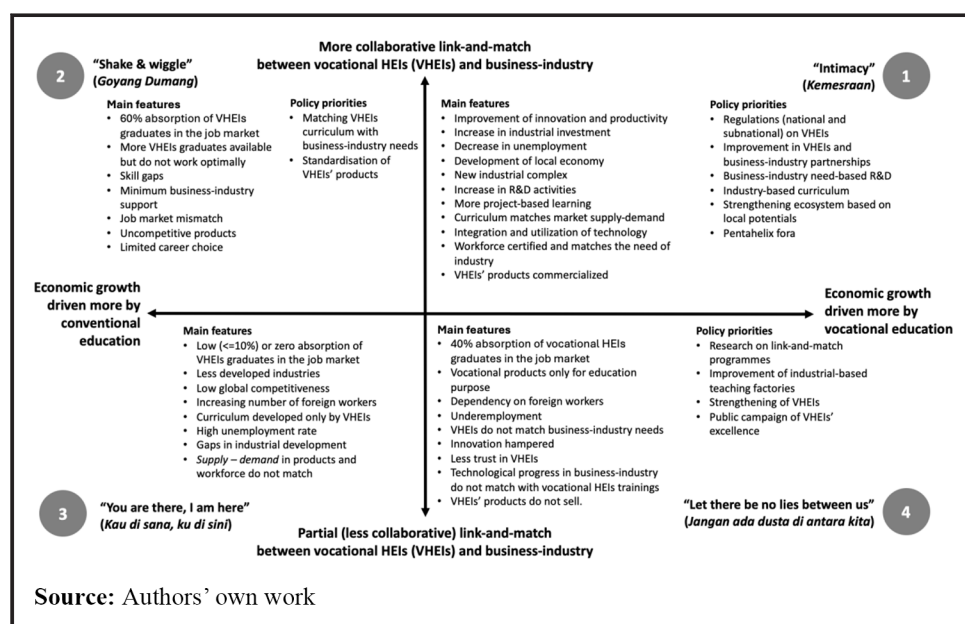 More collaborative link-and-match
between vocational HEIs (VHEIs) and business-industry
2
“Shake & wiggle”
(Goyang Dumang)
Main features
• 60% absorption of VHEIs
graduates in the job market
• More VHEIs graduates available
but do not work optimally
• Skill gaps
• Minimum business-industry
support
• Job market mismatch
• Uncompetitive products
• Limited career choice
Policy priorities
• Matching VHEIs
curriculum with
business-industry needs
• Standardisation of
VHEIs’ products
1
“Intimacy”
(Kemesraan)
• Improvement of innovation and productivity
• Increase in industrial investment
• Decrease in unemployment
• Development of local economy
• New industrial complex
• Increase in R&D activities
• More project-based learning
• Curriculum matches market supply-demand
• Integration and utilization of technology
• Workforce certified and matches the need of
industry
• VHEIs’ products commercialized
Policy priorities
• Regulations (national and
subnational) on VHEIs
• Improvement in VHEIs and
business-industry partnerships
• Business-industry need-based R&D
• Industry-based curriculum
• Strengthening ecosystem based on
local potentials
• Pentahelix fora
Economic growth
driven more by
conventional
education
Economic growth
driven more by
vocational education
Main features
• Low (<=10%) or zero absorption of
VHEIs graduates in the job market
• Less developed industries
• Low global competitiveness
• Increasing number of foreign workers
• Curriculum developed only by VHEIs
• High unemployment rate
• Gaps in industrial development
• Supply – demand in products and
workforce do not match
3
“You are there, I am here”
(Kau di sana, ku di sini)
Main features
• 40% absorption of vocational HEIs
graduates in the job market
• Vocational products only for education
purpose
• Dependency on foreign workers
• Underemployment
• VHEIs do not match business-industry needs
• Innovation hampered
• Less trust in VHEIs
• Technological progress in business-industry
do not match with vocational HEIs trainings
• VHEIs’ products do not sell.
Policy priorities
• Research on link-and-match
programmes
• Improvement of industrial-based
teaching factories
• Strengthening of VHEIs
• Public campaign of VHEIs’
excellence
“Let there be no lies between us”
(Jangan ada dusta di antara kita)
4
Partial (less collaborative) link-and-match
between vocational HEIs (VHEIs) and business-industry
Source: Authors’ own work